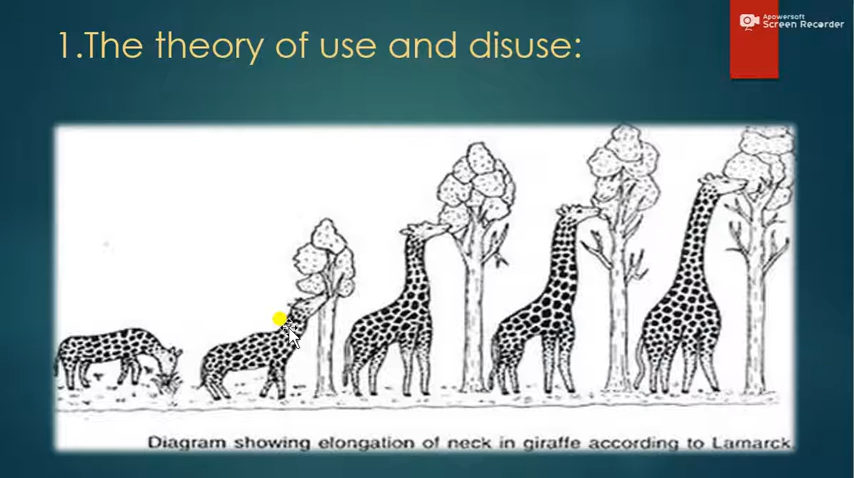 1.The theory of use and disuse:
Apowersoft
Screen Recorder
Diagram showing elongation of neck in giraffe according to Lamarck.